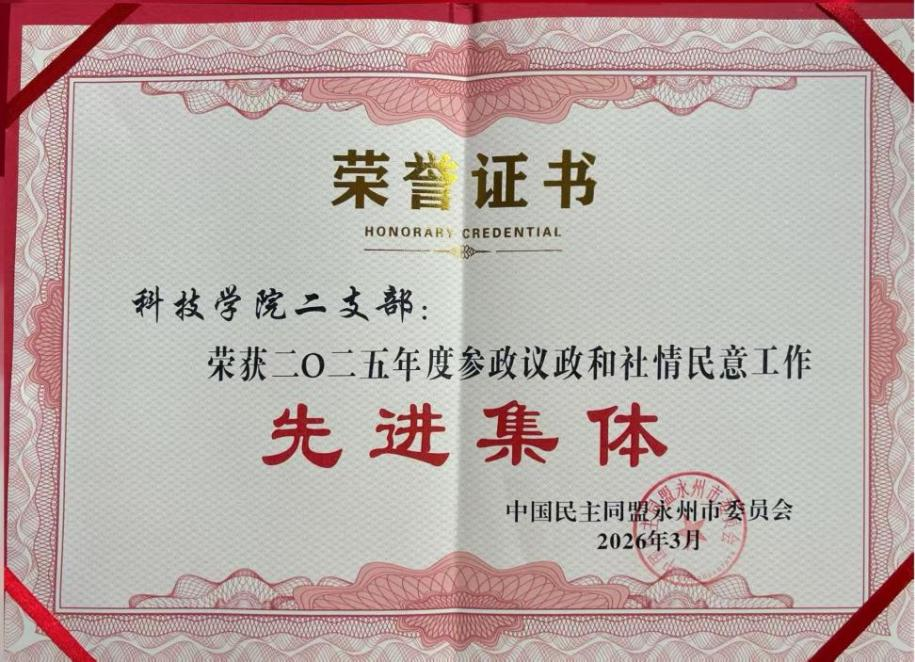 荣誉证书
HONORARY CREDENTIAL
科技学院二支部：
荣获二O二五年度参政议政和社情民意工作
先进集体
中国民主同盟永州市委员会
2026年3月